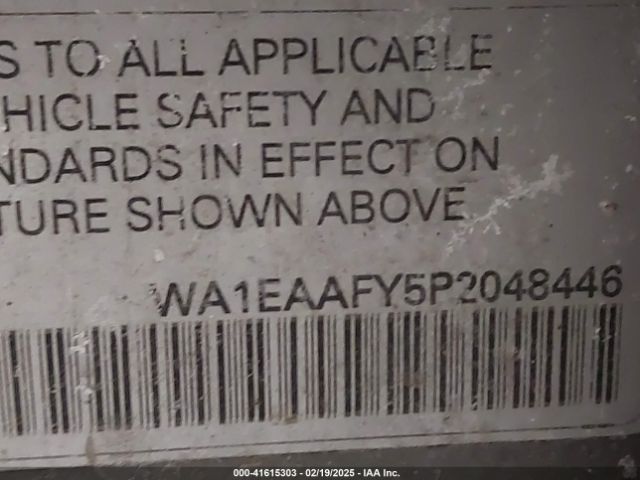 S TO ALL APPLICABLE
HICLE SAFETY AND
NDARDS IN EFFECT ON
TURE SHOWN ABOVE
WA1EAAFY5P2048446
000-41615303 - 02/19/2025 - IAA Inc.